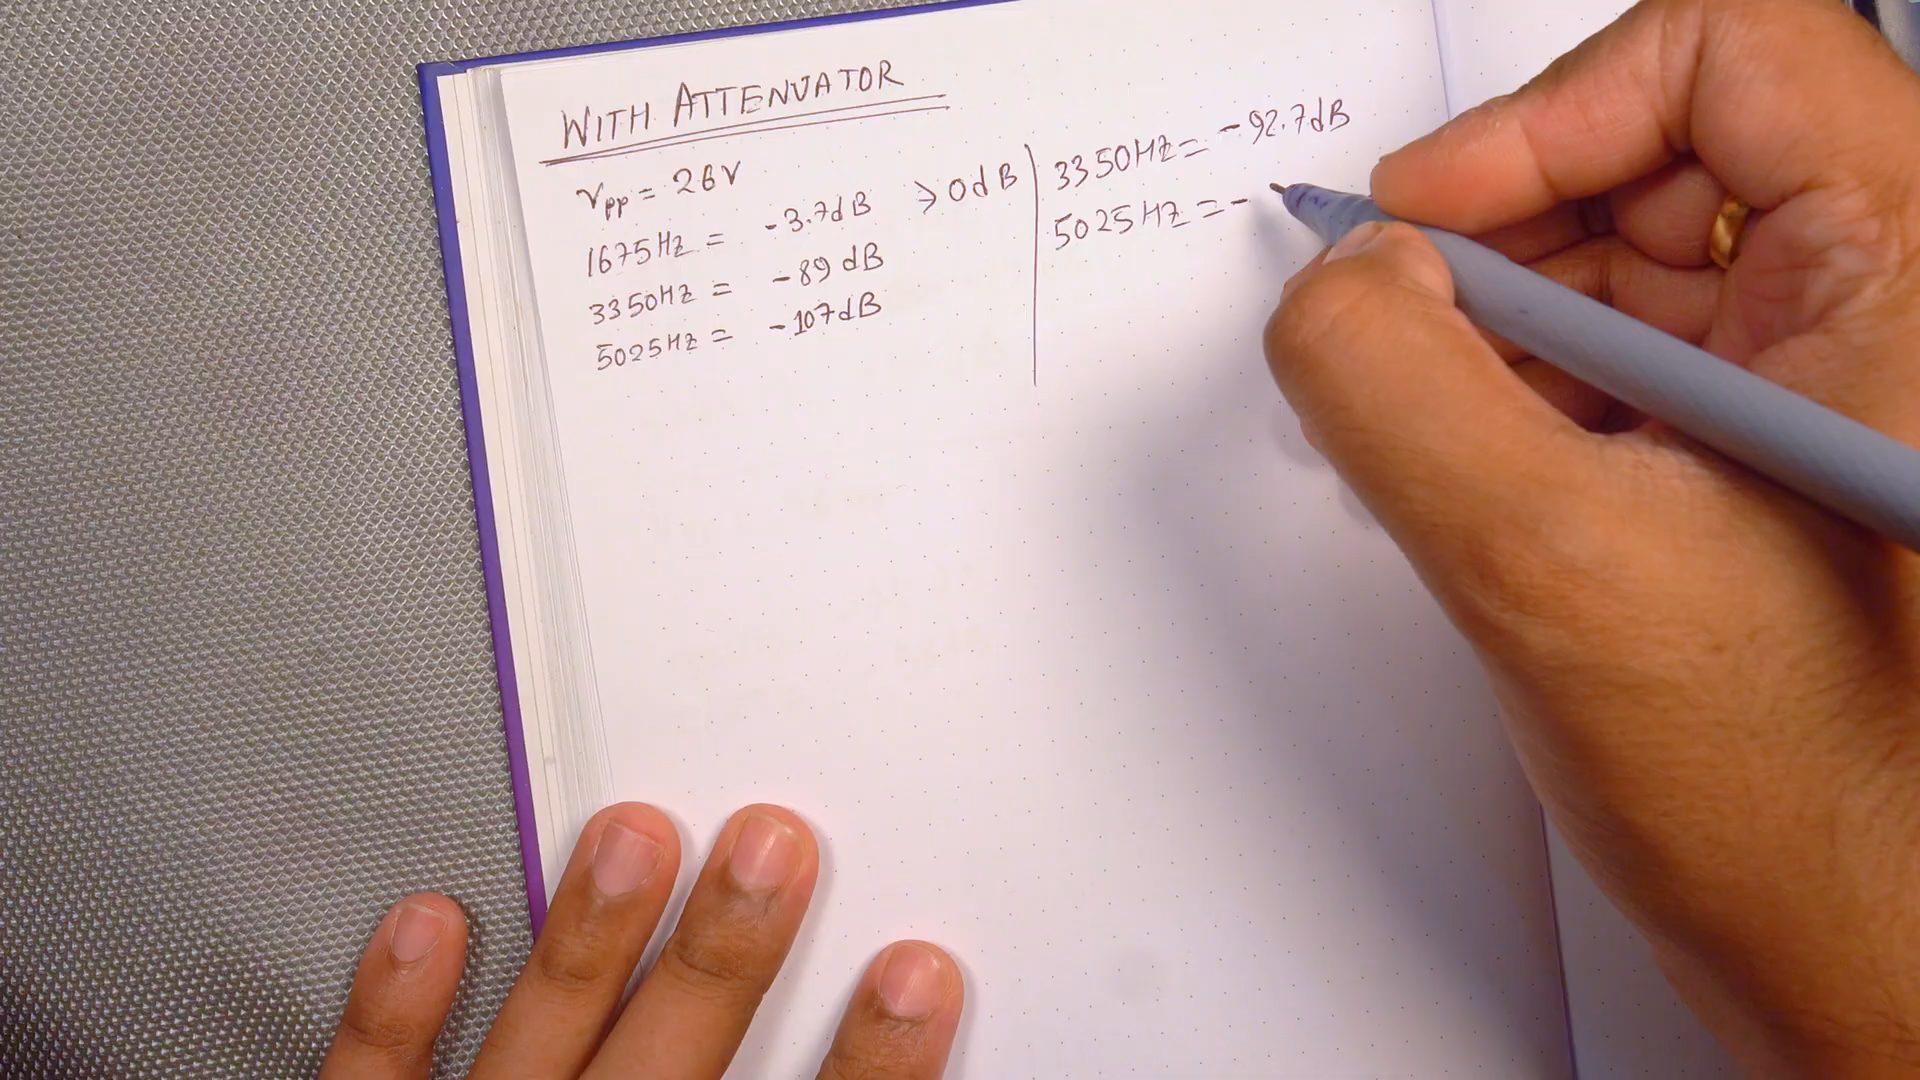 WITH ATTENUATOR
Vpp = 26V
1675Hz = -3.7dB > 0dB
3350Hz = -89 dB
5025Hz = -107dB
3350Hz = -92.7dB
5025Hz = -